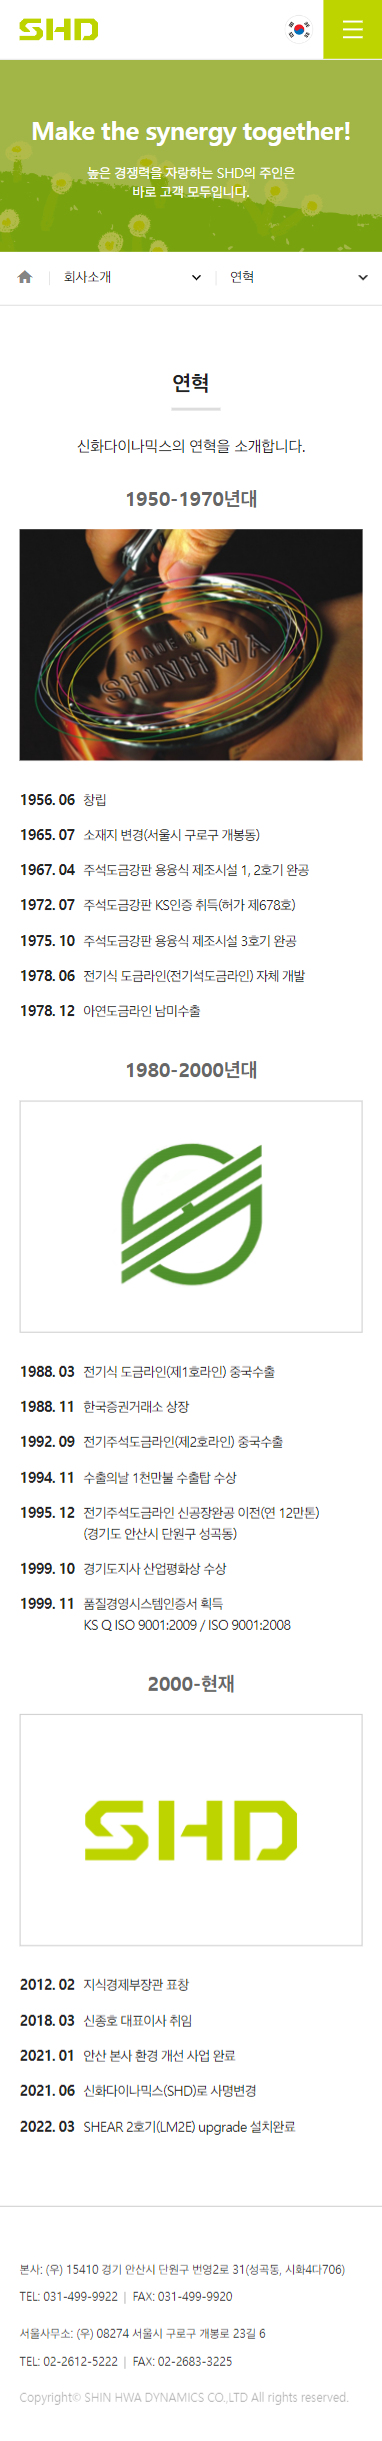 SHD
Make the synergy together!
높은 경쟁력을 자랑하는 SHD의 주인은
바로 고객 모두입니다.
회사소개
연혁
연혁
신화다이나믹스의 연혁을 소개합니다.
1950-1970년대
MADE BY
SHINHWA
1956. 06 창립
1965. 07 소재지 변경(서울시 구로구 개봉동)
1967. 04 주석도금강판 용융식 제조시설 1, 2호기 완공
1972. 07 주석도금강판 KS인증 취득(허가 제678호)
1975. 10 주석도금강판 용융식 제조시설 3호기 완공
1978. 06 전기식 도금라인(전기석도금라인) 자체 개발
1978. 12 아연도금라인 남미수출
1980-2000년대
1988. 03 전기식 도금라인(제1호라인) 중국수출
1988. 11 한국증권거래소 상장
1992. 09 전기주석도금라인(제2호라인) 중국수출
1994. 11 수출의날 1천만불 수출탑 수상
1995. 12 전기주석도금라인 신공장완공 이전(연 12만톤)
(경기도 안산시 단원구 성곡동)
1999. 10 경기도지사 산업평화상 수상
1999. 11 품질경영시스템인증서 획득
KS Q ISO 9001:2009 / ISO 9001:2008
2000-현재
SHD
2012. 02 지식경제부장관 표창
2018. 03 신종호 대표이사 취임
2021. 01 안산 본사 환경 개선 사업 완료
2021. 06 신화다이나믹스(SHD)로 사명변경
2022. 03 SHEAR 2호기(LM2E) upgrade 설치완료
본사: (우) 15410 경기 안산시 단원구 번영2로 31(성곡동, 시화4다706)
TEL: 031-499-9922 | FAX: 031-499-9920
서울사무소: (우) 08274 서울시 구로구 개봉로 23길 6
TEL: 02-2612-5222 | FAX: 02-2683-3225
Copyright© SHIN HWA DYNAMICS CO.,LTD All rights reserved.